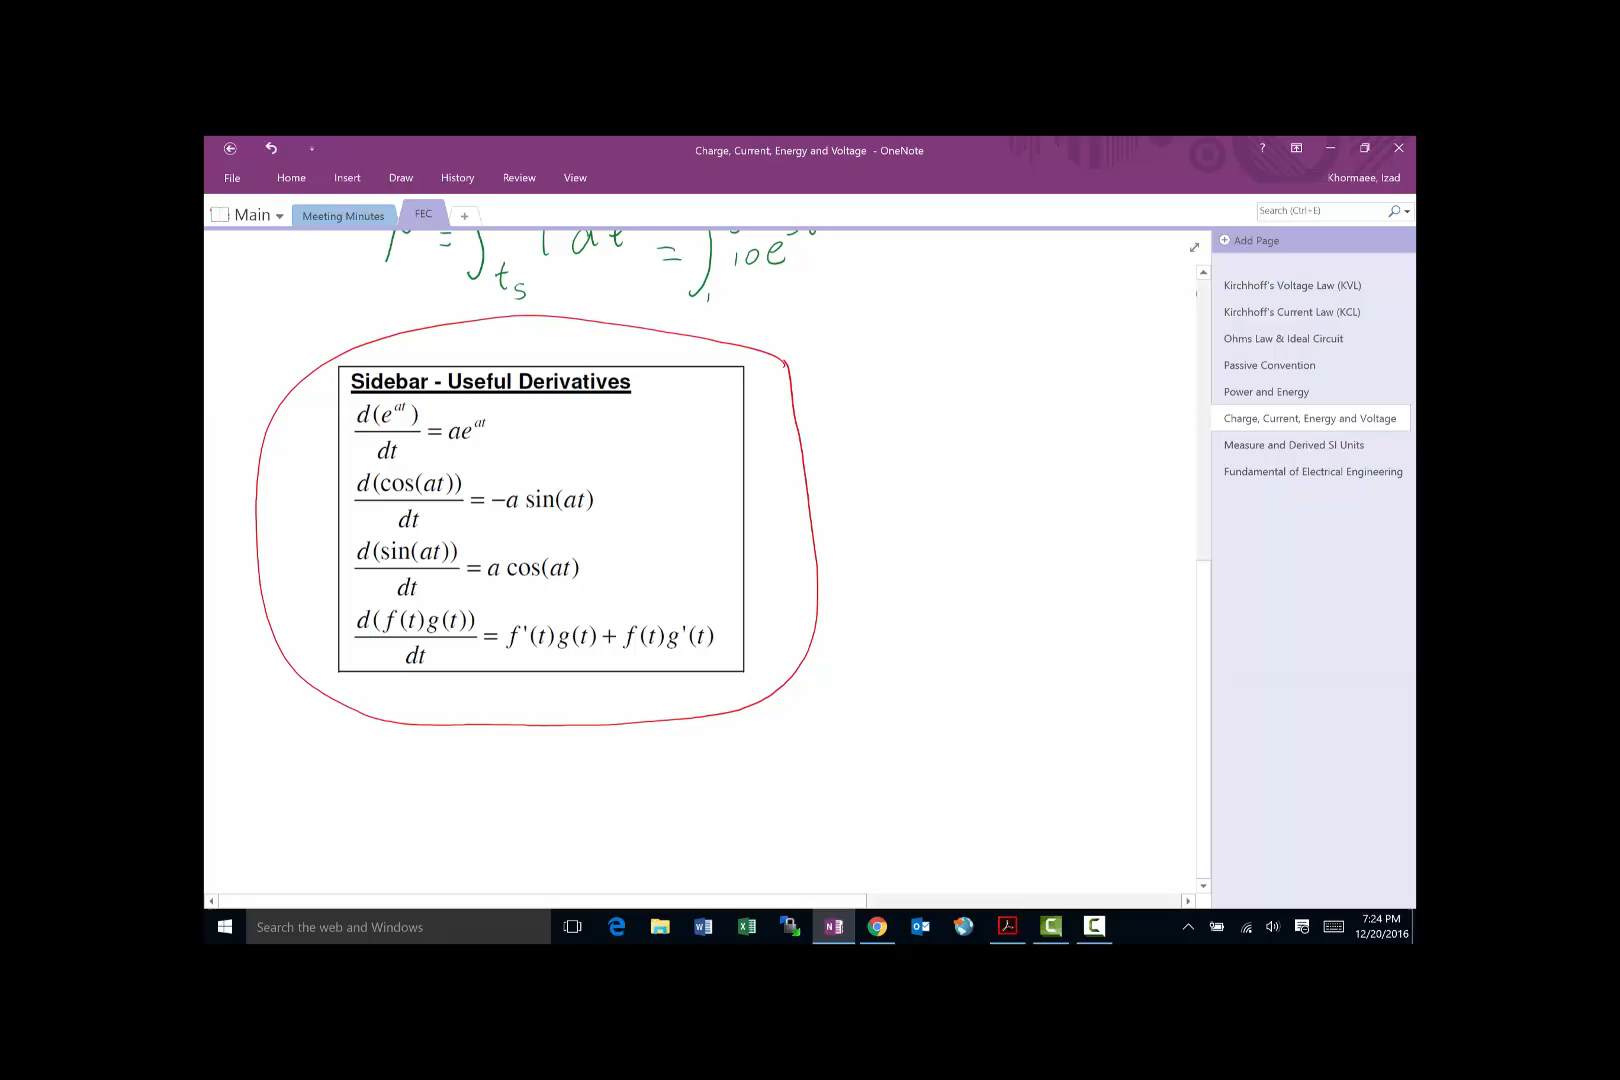 Charge, Current, Energy and Voltage - OneNote
?
File Home Insert Draw History Review View
Khormaee, Izad
Main Meeting Minutes FEC +
Search (Ctrl+E)
Add Page
Kirchhoff's Voltage Law (KVL)
Kirchhoff's Current Law (KCL)
Ohms Law & Ideal Circuit
Passive Convention
Power and Energy
Charge, Current, Energy and Voltage
Measure and Derived SI Units
Fundamental of Electrical Engineering
= ∫ t_s dt = ∫ 10e
Sidebar - Useful Derivatives
d(e^{at})/dt = ae^{at}
d(cos(at))/dt = −a sin(at)
d(sin(at))/dt = a cos(at)
d(f(t)g(t))/dt = f'(t)g(t) + f(t)g'(t)
Search the web and Windows
7:24 PM
12/20/2016